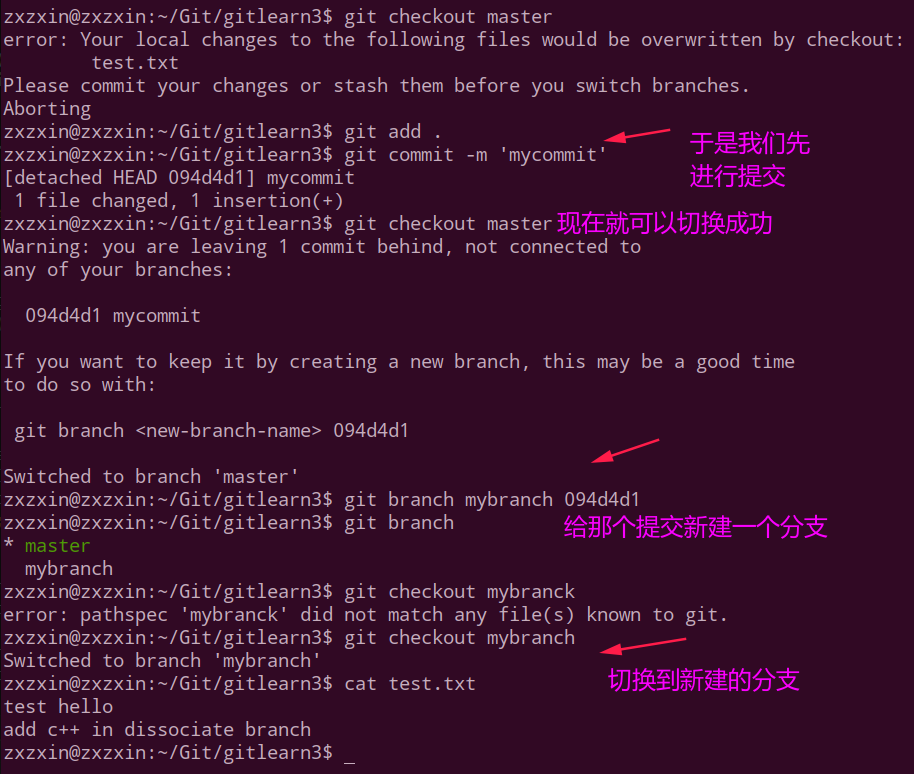 zxzxin@zxzxin:~/Git/gitlearn3$ git checkout master
error: Your local changes to the following files would be overwritten by checkout:
        test.txt
Please commit your changes or stash them before you switch branches.
Aborting
zxzxin@zxzxin:~/Git/gitlearn3$ git add .
于是我们先
进行提交
zxzxin@zxzxin:~/Git/gitlearn3$ git commit -m 'mycommit'
[detached HEAD 094d4d1] mycommit
 1 file changed, 1 insertion(+)
zxzxin@zxzxin:~/Git/gitlearn3$ git checkout master 现在就可以切换成功
Warning: you are leaving 1 commit behind, not connected to
any of your branches:
  094d4d1 mycommit
If you want to keep it by creating a new branch, this may be a good time
to do so with:
 git branch <new-branch-name> 094d4d1
Switched to branch 'master'
zxzxin@zxzxin:~/Git/gitlearn3$ git branch mybranch 094d4d1
zxzxin@zxzxin:~/Git/gitlearn3$ git branch
给那个提交新建一个分支
* master
  mybranch
zxzxin@zxzxin:~/Git/gitlearn3$ git checkout mybranck
error: pathspec 'mybranck' did not match any file(s) known to git.
zxzxin@zxzxin:~/Git/gitlearn3$ git checkout mybranch
Switched to branch 'mybranch'
zxzxin@zxzxin:~/Git/gitlearn3$ cat test.txt
切换到新建的分支
test hello
add c++ in dissociate branch
zxzxin@zxzxin:~/Git/gitlearn3$ _